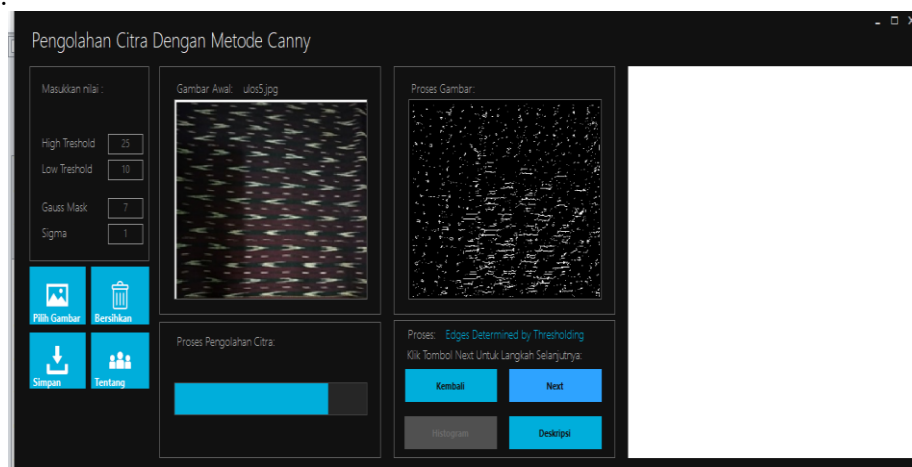 .
Pengolahan Citra Dengan Metode Canny
Masukkan nilai :
High Treshold 25
Low Treshold 10
Gauss Mask 7
Sigma 1
Pilih Gambar
Bersihkan
Simpan
Tentang
Gambar Awal: ulos5.jpg
Proses Pengolahan Citra:
Proses Gambar:
Proses: Edges Determined by Thresholding
Klik Tombol Next Untuk Langkah Selanjutnya:
Kembali
Next
Histogram
Deskripsi